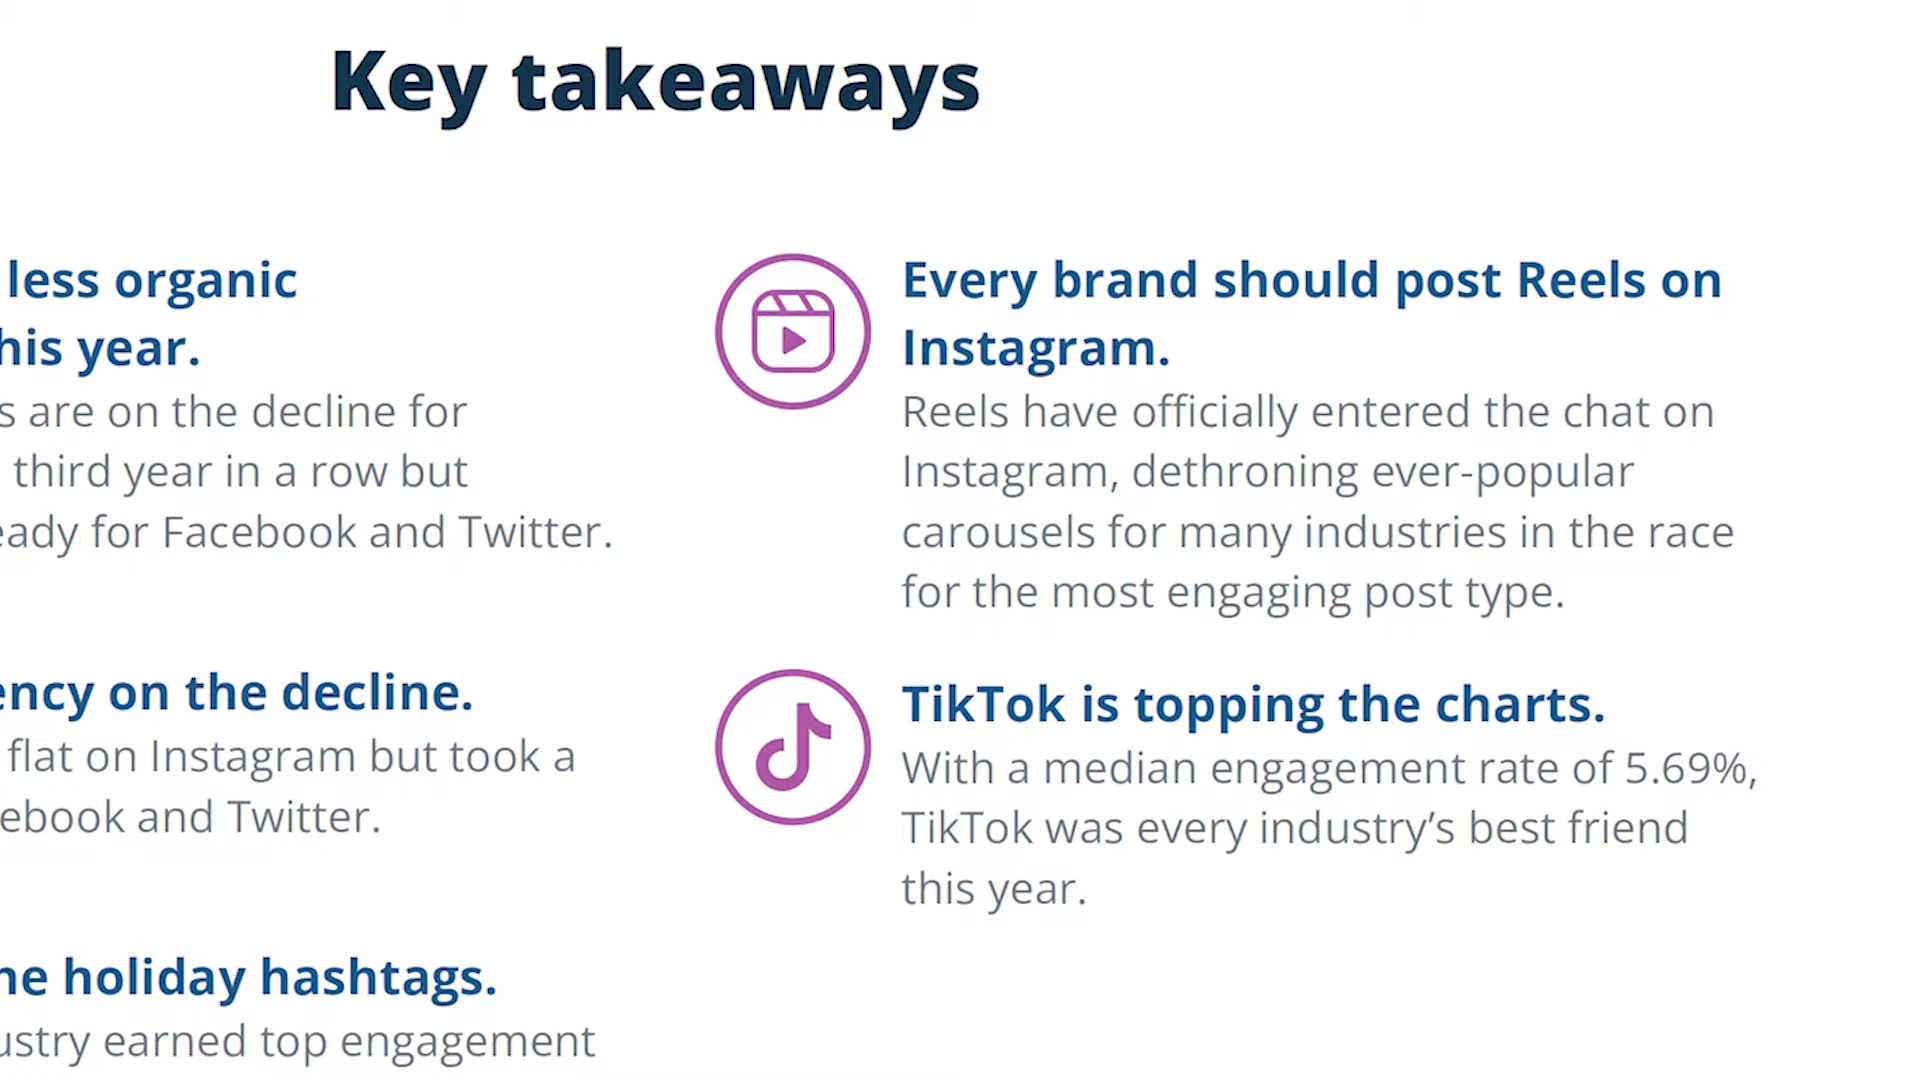 Key takeaways
less organic
his year.
s are on the decline for
third year in a row but
eady for Facebook and Twitter.
ency on the decline.
flat on Instagram but took a
ebook and Twitter.
he holiday hashtags.
ustry earned top engagement
Every brand should post Reels on
Instagram.
Reels have officially entered the chat on
Instagram, dethroning ever-popular
carousels for many industries in the race
for the most engaging post type.
TikTok is topping the charts.
With a median engagement rate of 5.69%,
TikTok was every industry’s best friend
this year.